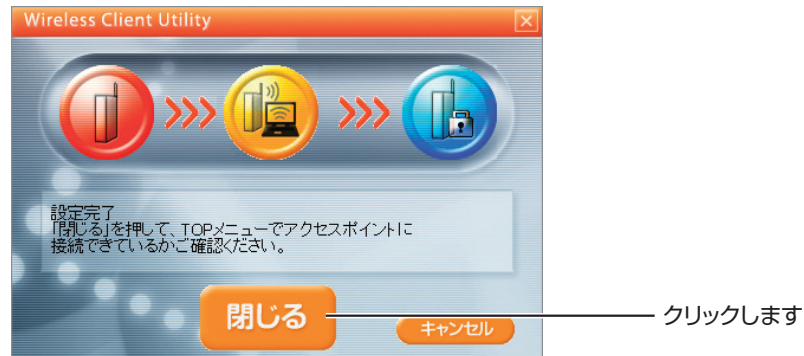 Wireless Client Utility
設定完了
「閉じる」を押して、TOPメニューでアクセスポイントに
接続できているかご確認ください。
閉じる
キャンセル
クリックします